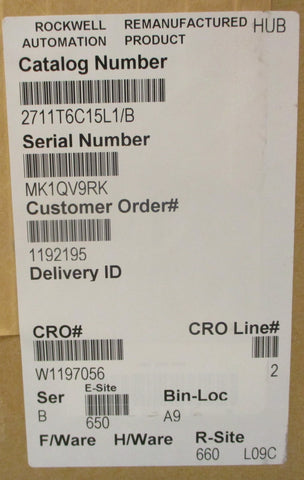 ROCKWELL REMANUFACTURED HUB
AUTOMATION PRODUCT
Catalog Number
2711T6C15L1/B
Serial Number
MK1QV9RK
Customer Order#
1192195
Delivery ID
CRO# CRO Line#
W1197056 2
Ser E-Site Bin-Loc
B 650 A9
F/Ware H/Ware R-Site
660 L09C